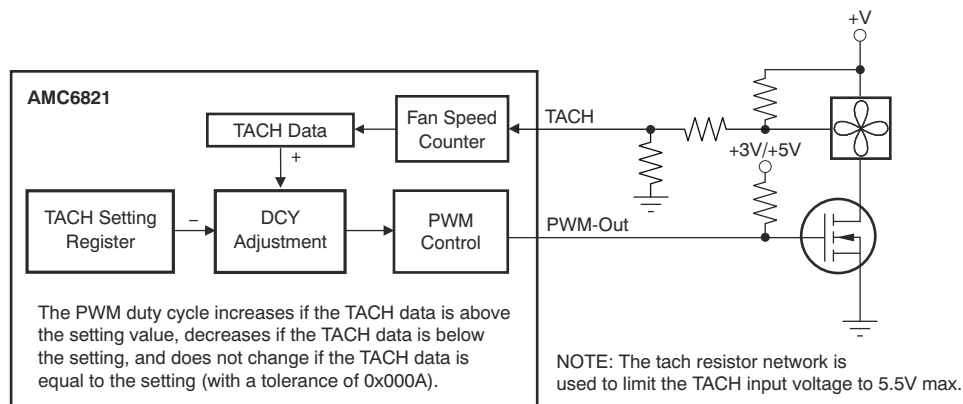 +V
AMC6821
TACH Data
Fan Speed
Counter
TACH
+
+3V/+5V
TACH Setting
Register
–
DCY
Adjustment
PWM
Control
PWM-Out
The PWM duty cycle increases if the TACH data is above
the setting value, decreases if the TACH data is below
the setting, and does not change if the TACH data is
equal to the setting (with a tolerance of 0x000A).
NOTE: The tach resistor network is
used to limit the TACH input voltage to 5.5V max.